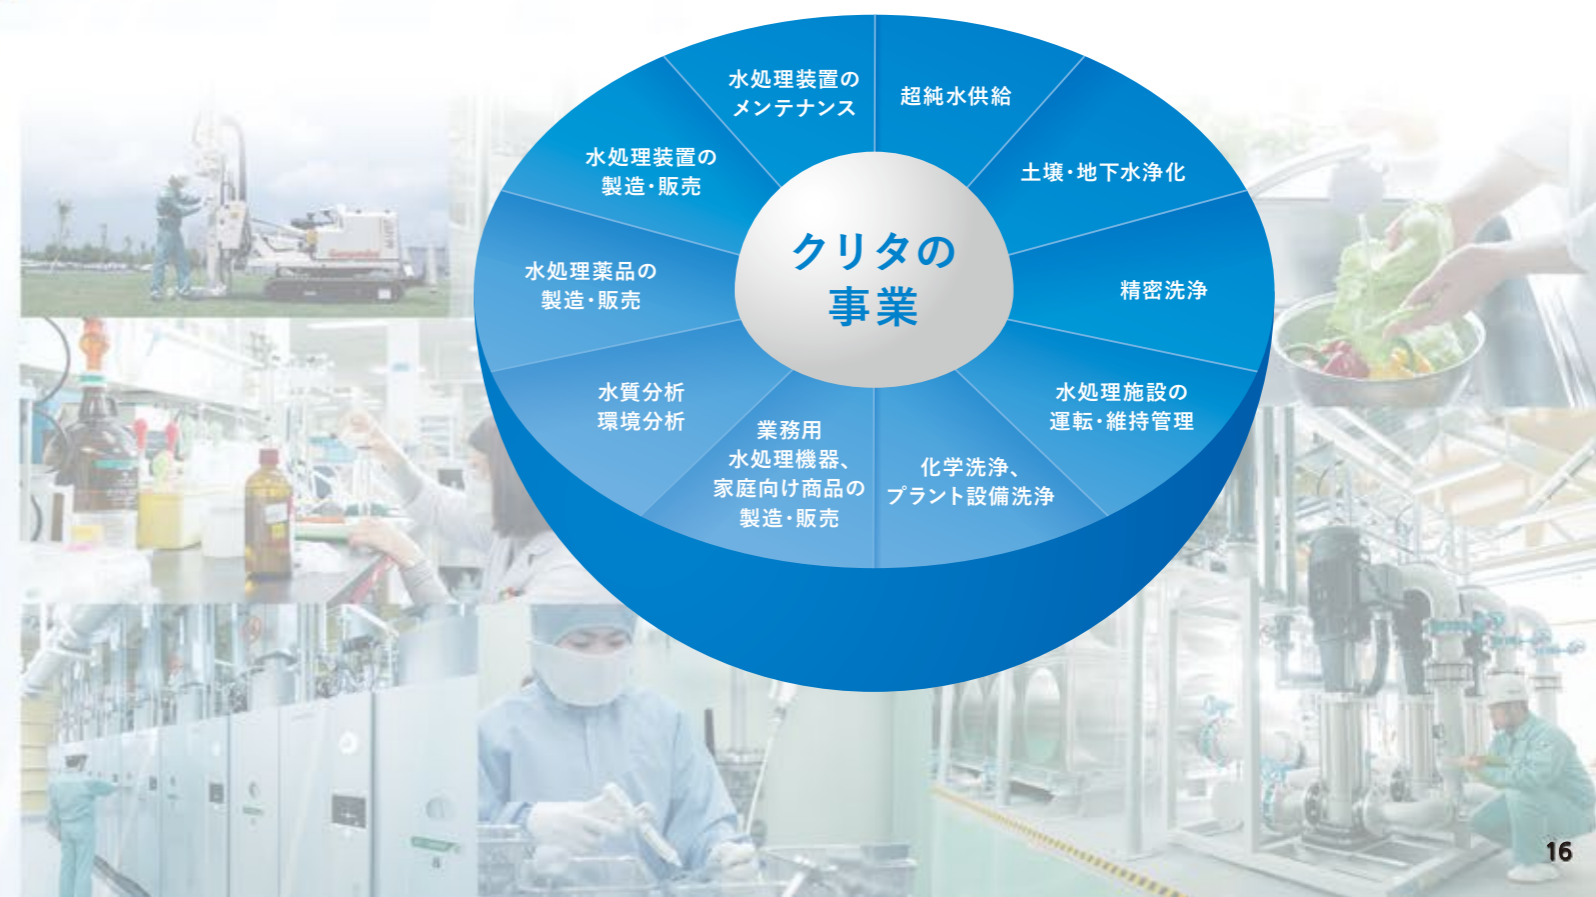 クリタの
事業
水処理装置の
メンテナンス
超純水供給
土壌・地下水浄化
精密洗浄
水処理施設の
運転・維持管理
化学洗浄、
プラント設備洗浄
業務用
水処理機器、
家庭向け商品の
製造・販売
水質分析
環境分析
水処理薬品の
製造・販売
水処理装置の
製造・販売
16